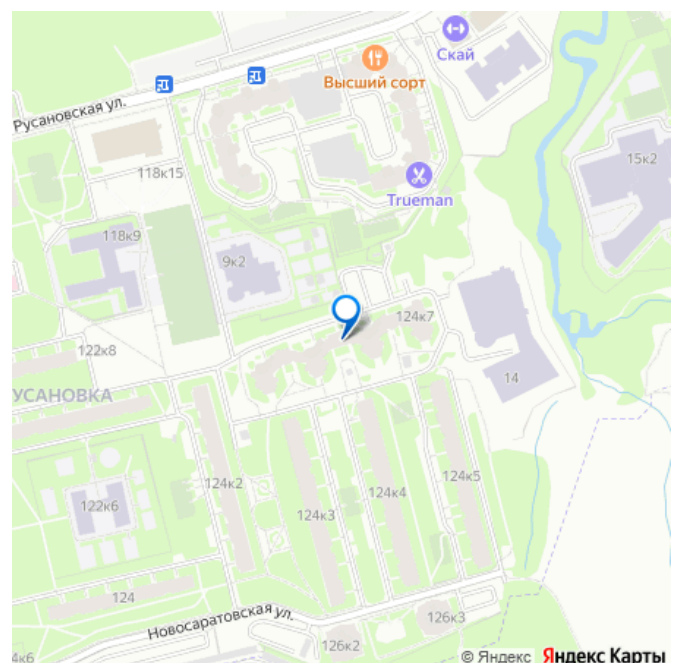 Скай
Высший сорт
Русановская ул.
15к2
118к15
Trueman
118к9
9к2
124к7
122к8
14
УСАНОВКА
124к2
124к5
124к4
122к6
124к3
124
Новосаратовская ул.
126к3
126к2
4к6
© Яндекс Яндекс Карты